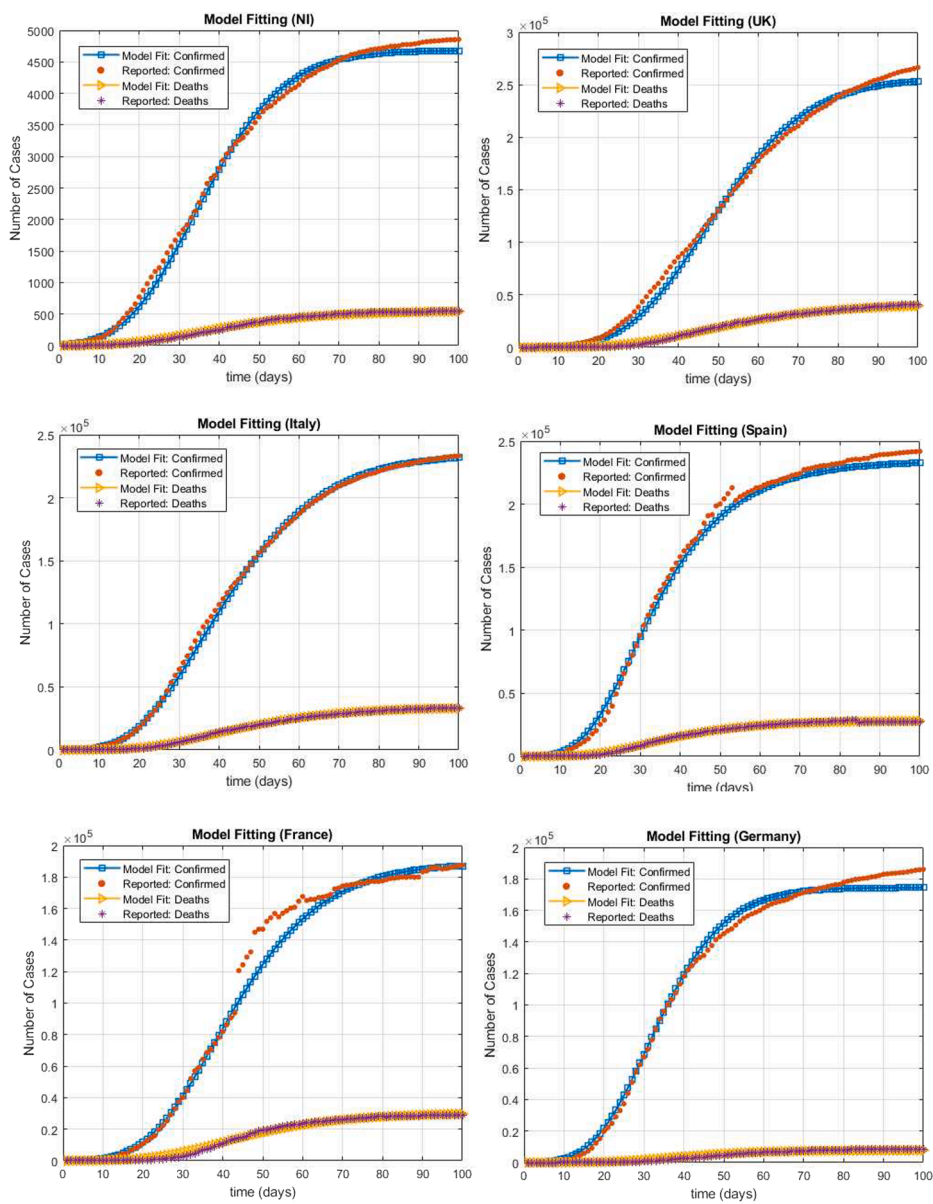 Model Fitting (NI)
Number of Cases
5000
4500
4000
3500
3000
2500
2000
1500
1000
500
0
Model Fit: Confirmed
Reported: Confirmed
Model Fit: Deaths
Reported: Deaths
0 10 20 30 40 50 60 70 80 90 100
time (days)
Model Fitting (UK)
× 10^5
Number of Cases
3
2.5
2
1.5
1
0.5
0
Model Fit: Confirmed
Reported: Confirmed
Model Fit: Deaths
Reported: Deaths
0 10 20 30 40 50 60 70 80 90 100
time (days)
Model Fitting (Italy)
× 10^5
Number of Cases
2.5
2
1.5
1
0.5
0
Model Fit: Confirmed
Reported: Confirmed
Model Fit: Deaths
Reported: Deaths
0 10 20 30 40 50 60 70 80 90 100
time (days)
Model Fitting (Spain)
× 10^5
Number of Cases
2.5
2
1.5
1
0.5
0
Model Fit: Confirmed
Reported: Confirmed
Model Fit: Deaths
Reported: Deaths
0 10 20 30 40 50 60 70 80 90 100
time (days)
Model Fitting (France)
× 10^5
Number of Cases
2
1.8
1.6
1.4
1.2
1
0.8
0.6
0.4
0.2
0
Model Fit: Confirmed
Reported: Confirmed
Model Fit: Deaths
Reported: Deaths
0 10 20 30 40 50 60 70 80 90 100
time (days)
Model Fitting (Germany)
× 10^5
Number of Cases
2
1.8
1.6
1.4
1.2
1
0.8
0.6
0.4
0.2
0
Model Fit: Confirmed
Reported: Confirmed
Model Fit: Deaths
Reported: Deaths
0 10 20 30 40 50 60 70 80 90 100
time (days)